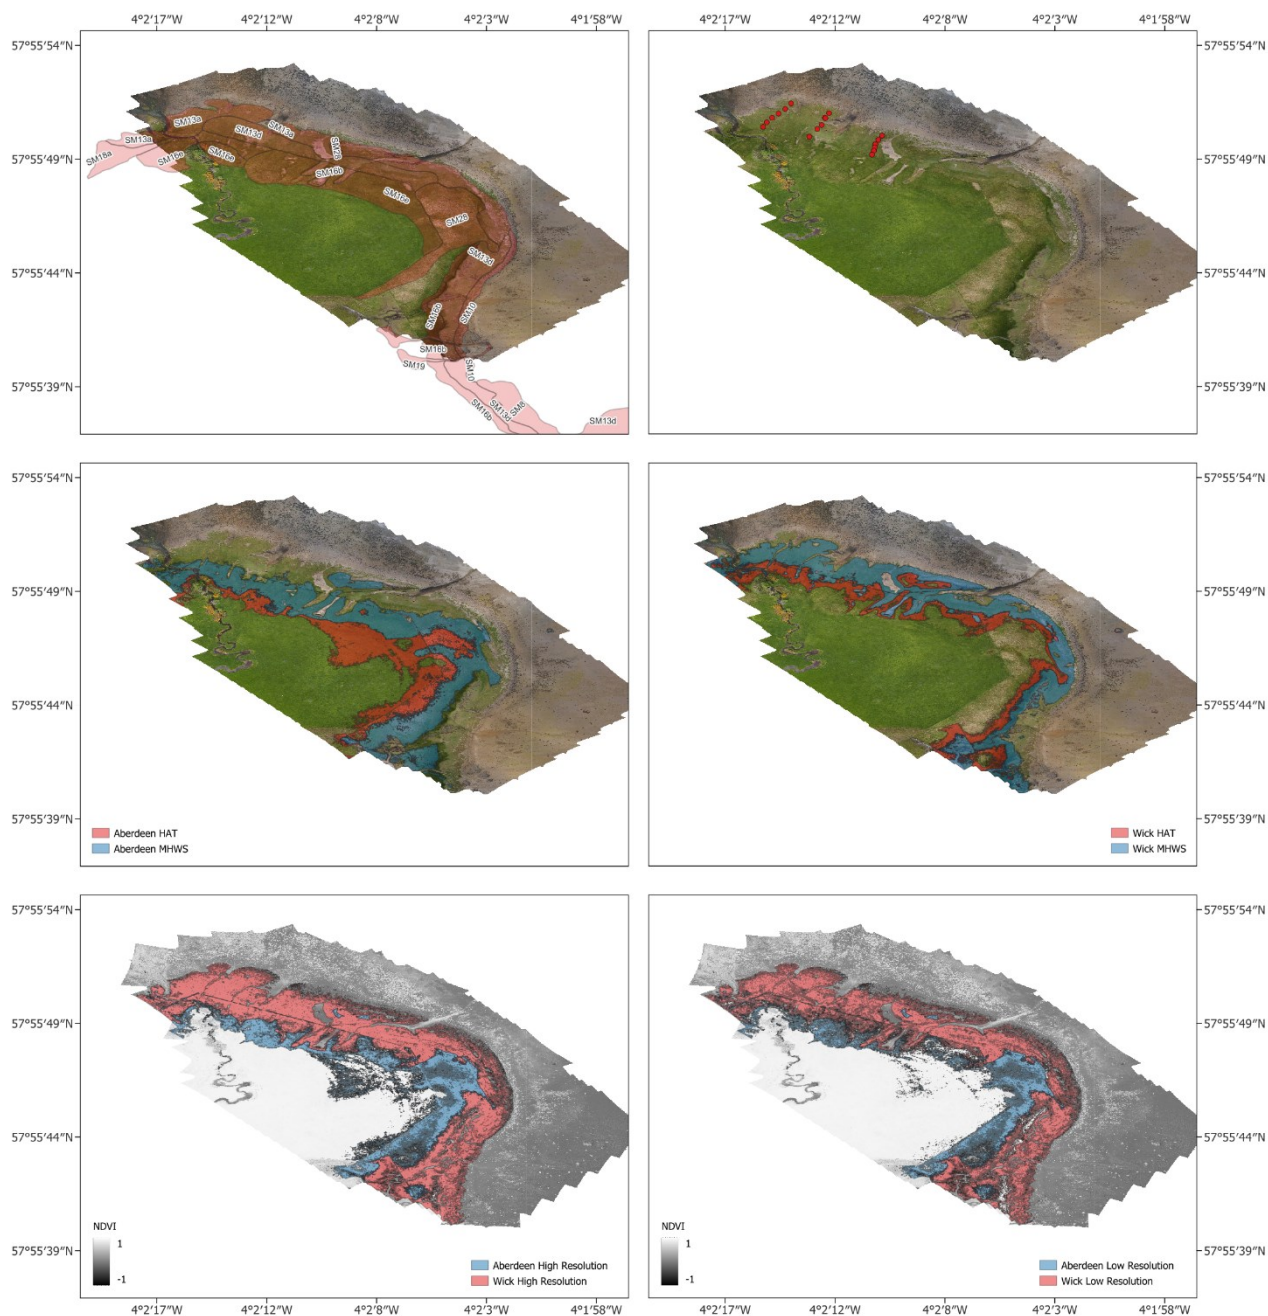 4°2′17″W 4°2′12″W 4°2′8″W 4°2′3″W 4°1′58″W 4°2′17″W 4°2′12″W 4°2′8″W 4°2′3″W 4°1′58″W
57°55′54″N 57°55′54″N
SM13a
SM13a
SM2a
SM13d
SM13a
SM16a
SM16e
SM16e
57°55′49″N 57°55′49″N
SM16b
SM16e
SM28
SM13d
57°55′44″N 57°55′44″N
SM16b
SM10
SM16b
SM19
SM10
57°55′39″N 57°55′39″N
SM8
SM13d
SM16b
SM13d
57°55′54″N 57°55′54″N
57°55′49″N 57°55′49″N
57°55′44″N 57°55′44″N
57°55′39″N 57°55′39″N
Aberdeen HAT
Aberdeen MHWS
Wick HAT
Wick MHWS
57°55′54″N 57°55′54″N
57°55′49″N 57°55′49″N
57°55′44″N 57°55′44″N
57°55′39″N 57°55′39″N
NDVI
1
-1
Aberdeen High Resolution
Wick High Resolution
NDVI
1
-1
Aberdeen Low Resolution
Wick Low Resolution
4°2′17″W 4°2′12″W 4°2′8″W 4°2′3″W 4°1′58″W 4°2′17″W 4°2′12″W 4°2′8″W 4°2′3″W 4°1′58″W